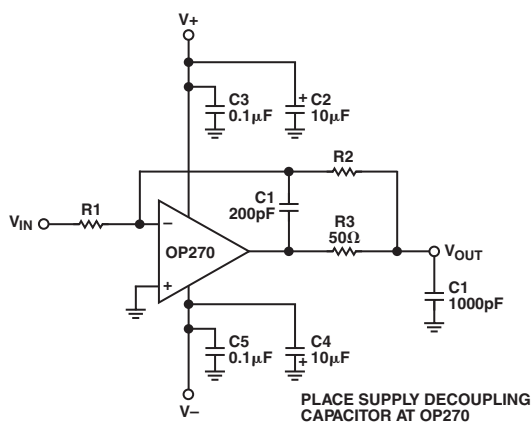 V+
C3
0.1μF
+ C2
10μF
R2
R1
C1
200pF
R3
50Ω
VIN
−
OP270
+
VOUT
C1
1000pF
C5
0.1μF
C4
10μF
+
V−
PLACE SUPPLY DECOUPLING
CAPACITOR AT OP270